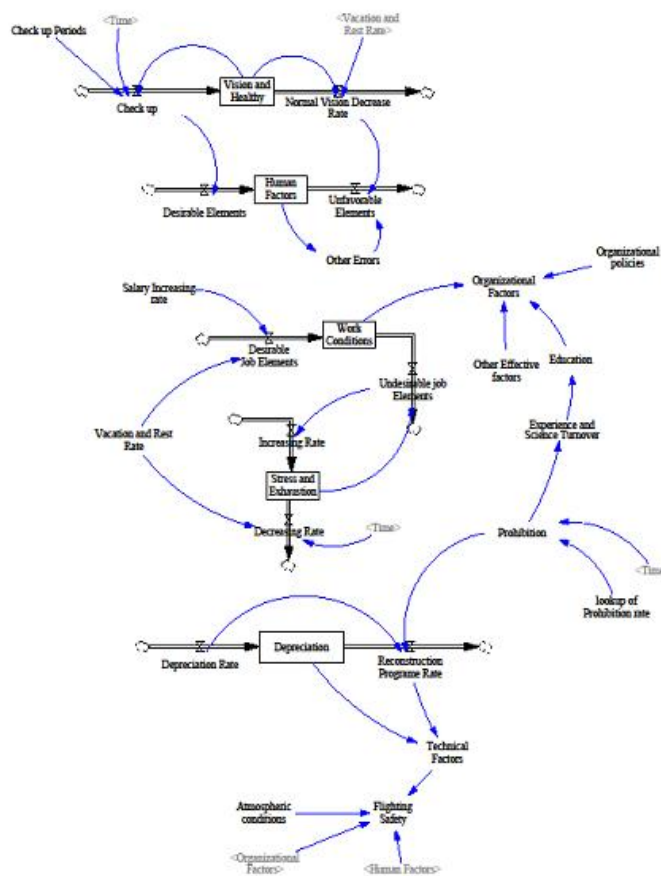 <Time>
<Vacation and
Rest Rate>
Check up Periods
Vision and
Healthy
Check up
Normal Vision Decrease
Rate
Human
Factors
Desirable Elements
Unfavorable
Elements
Other Errors
Organizational
policies
Salary Increasing
rate
Organizational
Factors
Work
Conditions
Desirable
Job Elements
Other Effective
factors
Education
Undesirable job
Elements
Vacation and Rest
Rate
Increasing Rate
Experience and
Science Turnover
Stress and
Exhaustion
Decreasing Rate
<Time>
Prohibition
<Time
lookup of
Prohibition rate
Depreciation
Depreciation Rate
Reconstruction
Programe Rate
Technical
Factors
Atmospheric
conditions
Flighting
Safety
<Organizational
Factors>
<Human Factors>